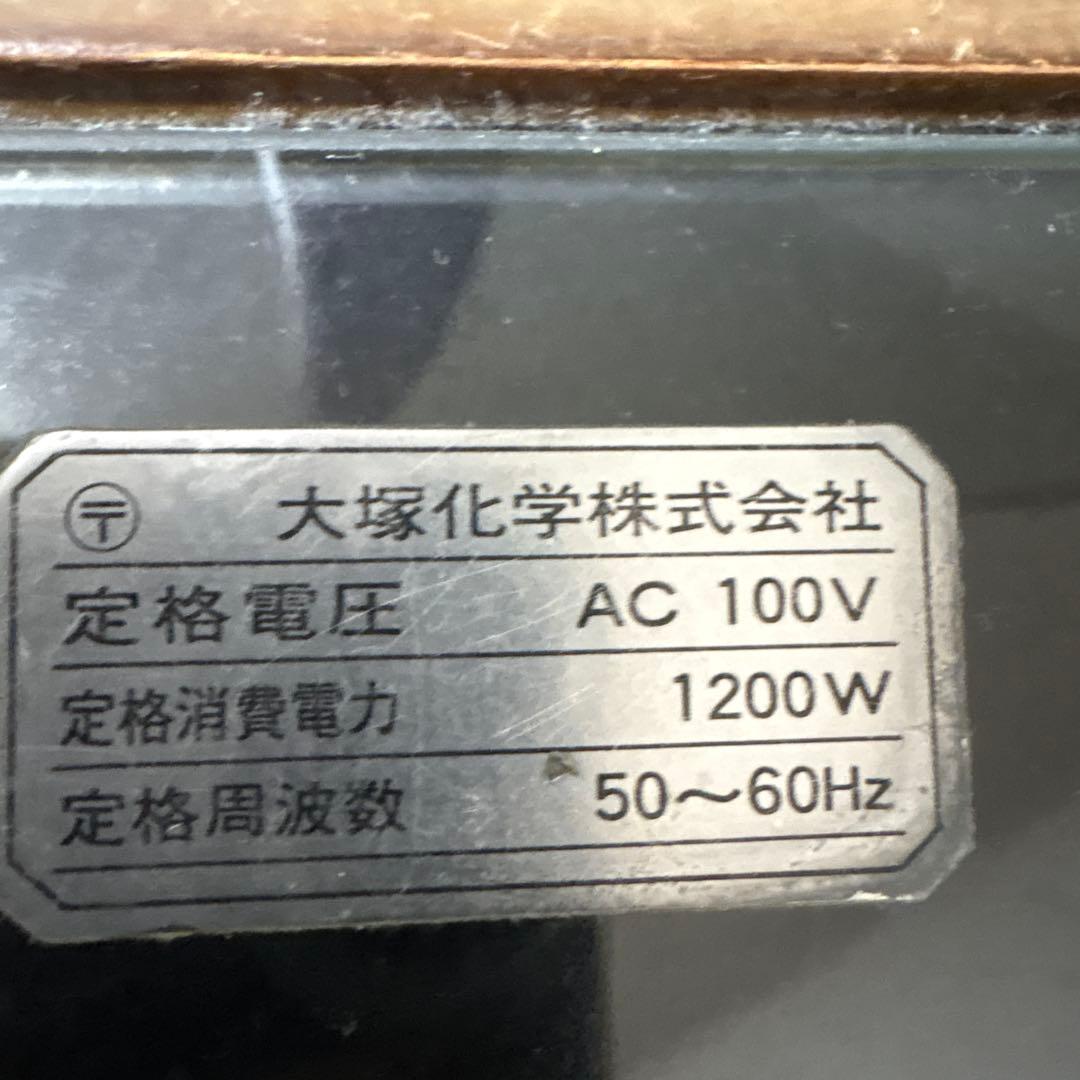 〶 大塚化学株式会社
定格電圧 AC 100V
定格消費電力 1200W
定格周波数 50〜60Hz